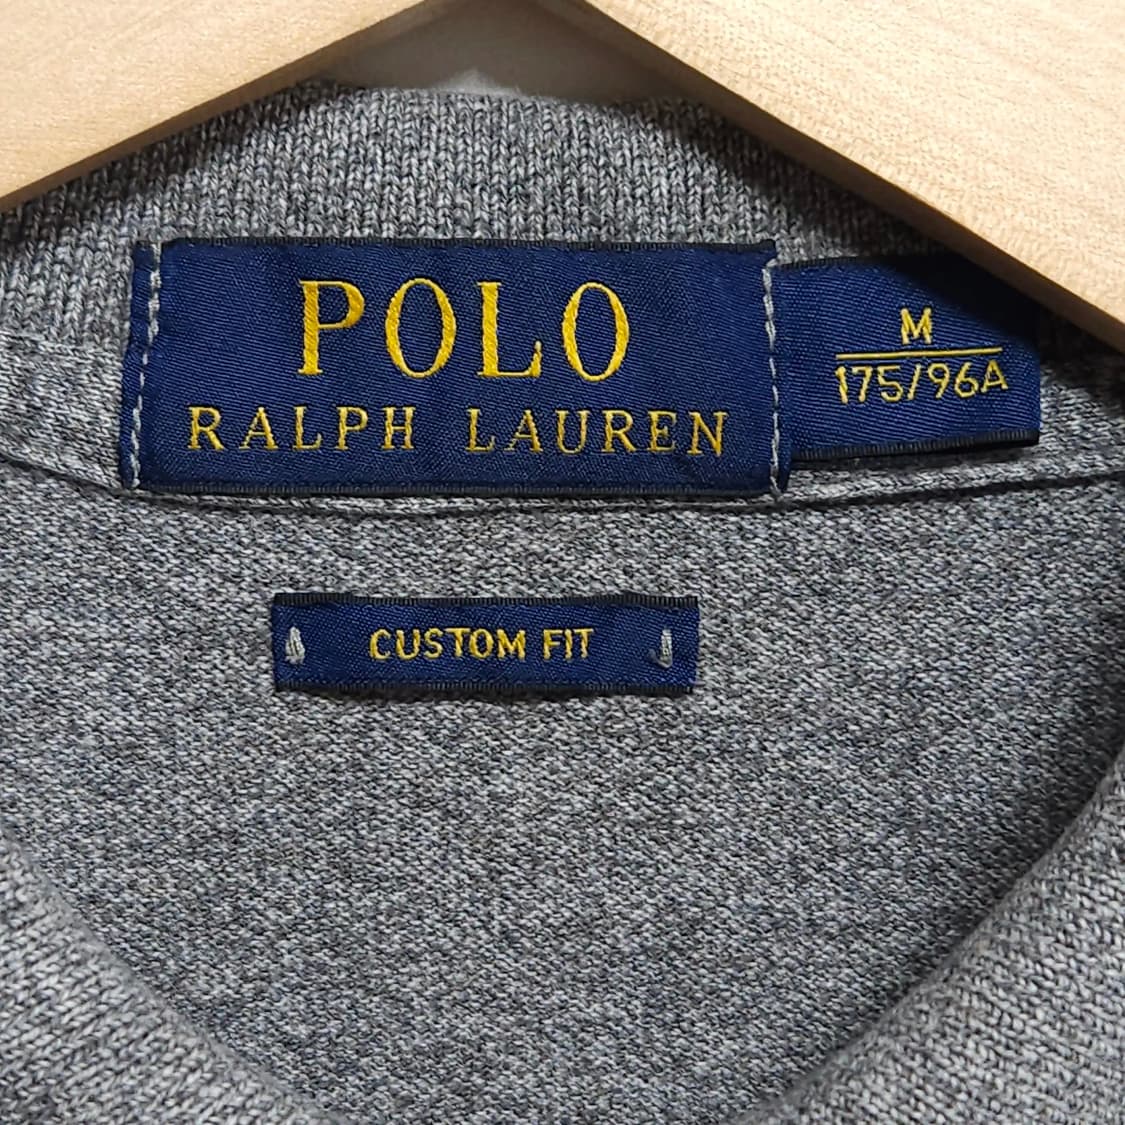 POLO
RALPH LAUREN
M
175/96A
CUSTOM FIT